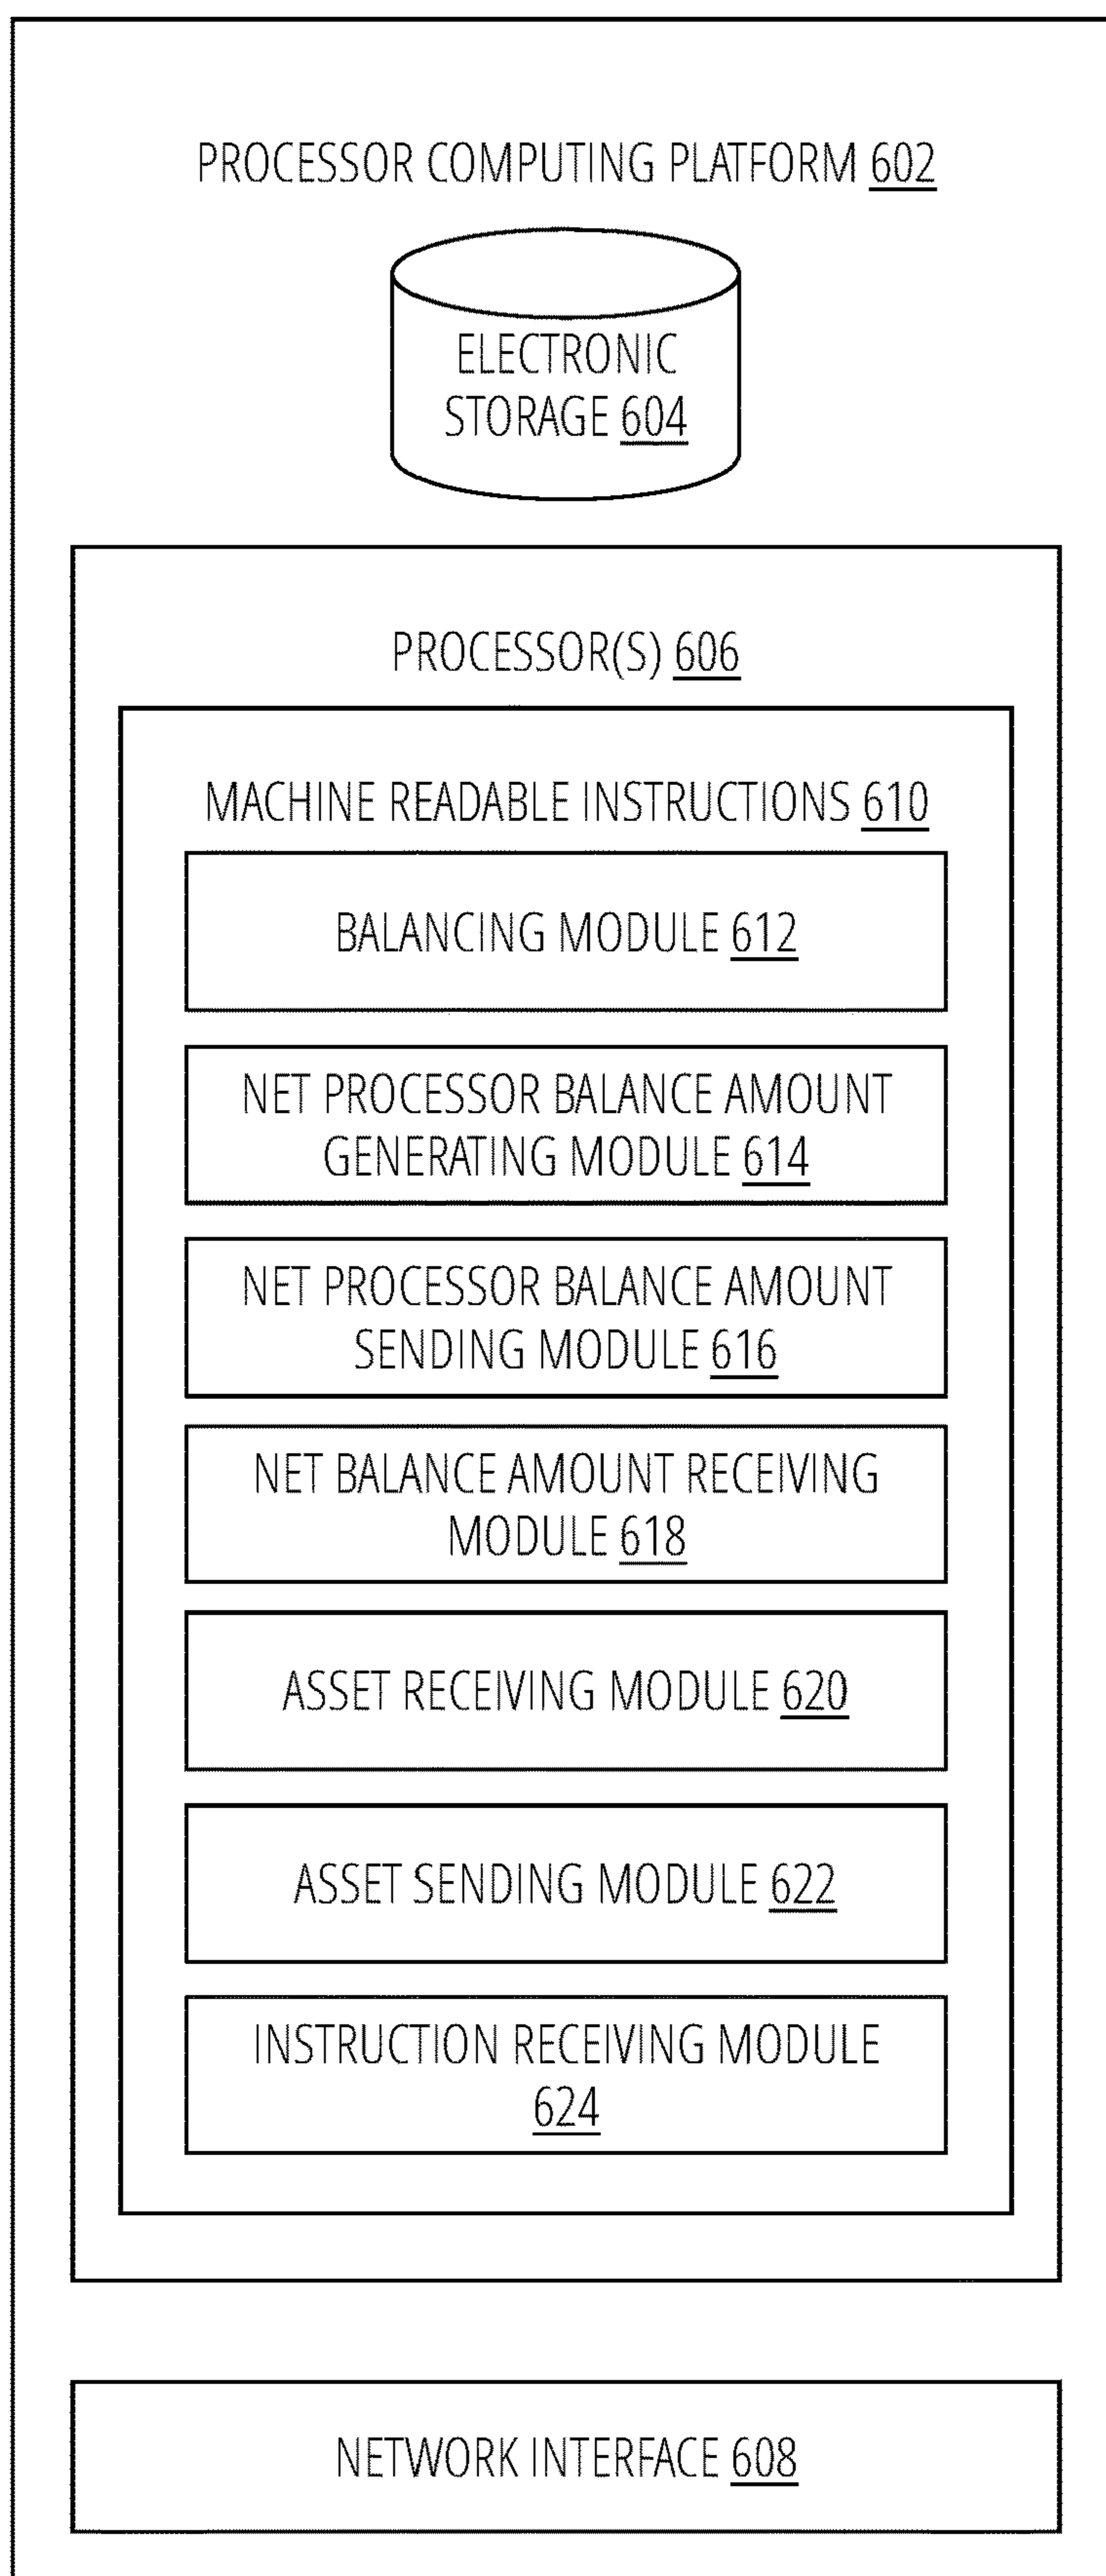 PROCESSOR COMPUTING PLATFORM 602
ELECTRONIC
STORAGE 604
PROCESSOR(S) 606
MACHINE READABLE INSTRUCTIONS 610
BALANCING MODULE 612
NET PROCESSOR BALANCE AMOUNT
GENERATING MODULE 614
NET PROCESSOR BALANCE AMOUNT
SENDING MODULE 616
NET BALANCE AMOUNT RECEIVING
MODULE 618
ASSET RECEIVING MODULE 620
ASSET SENDING MODULE 622
INSTRUCTION RECEIVING MODULE
624
NETWORK INTERFACE 608